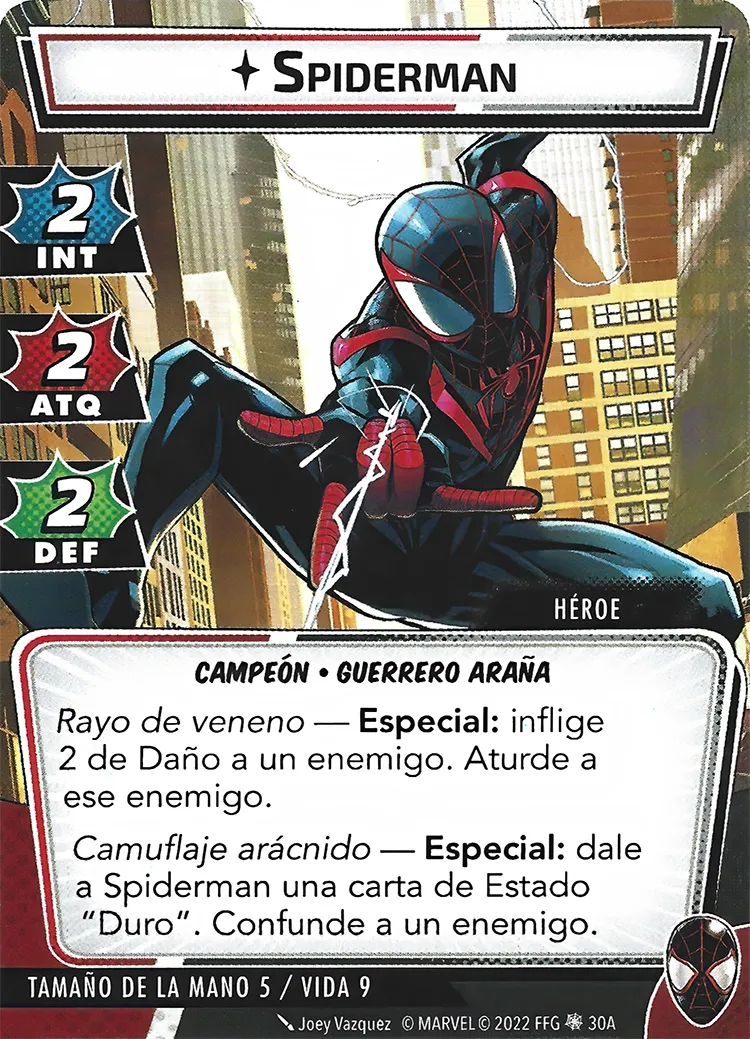 SPIDERMAN
2
INT
2
ATQ
2
DEF
HÉROE
CAMPEÓN • GUERRERO ARAÑA
Rayo de veneno — Especial: inflige
2 de Daño a un enemigo. Aturde a
ese enemigo.
Camuflaje arácnido — Especial: dale
a Spiderman una carta de Estado
“Duro”. Confunde a un enemigo.
TAMAÑO DE LA MANO 5 / VIDA 9
Joey Vazquez © MARVEL © 2022 FFG 30A